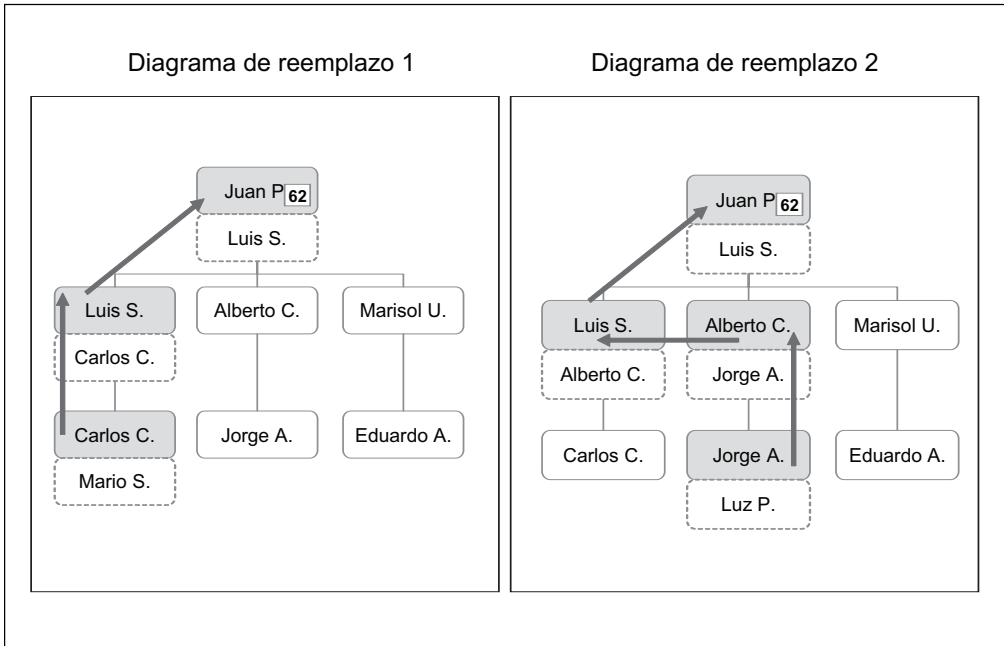 Diagrama de reemplazo 1
Juan P 62
Luis S.
Luis S.
Alberto C.
Marisol U.
Carlos C.
Carlos C.
Jorge A.
Eduardo A.
Mario S.
Diagrama de reemplazo 2
Juan P 62
Luis S.
Luis S.
Alberto C.
Marisol U.
Alberto C.
Jorge A.
Carlos C.
Jorge A.
Eduardo A.
Luz P.